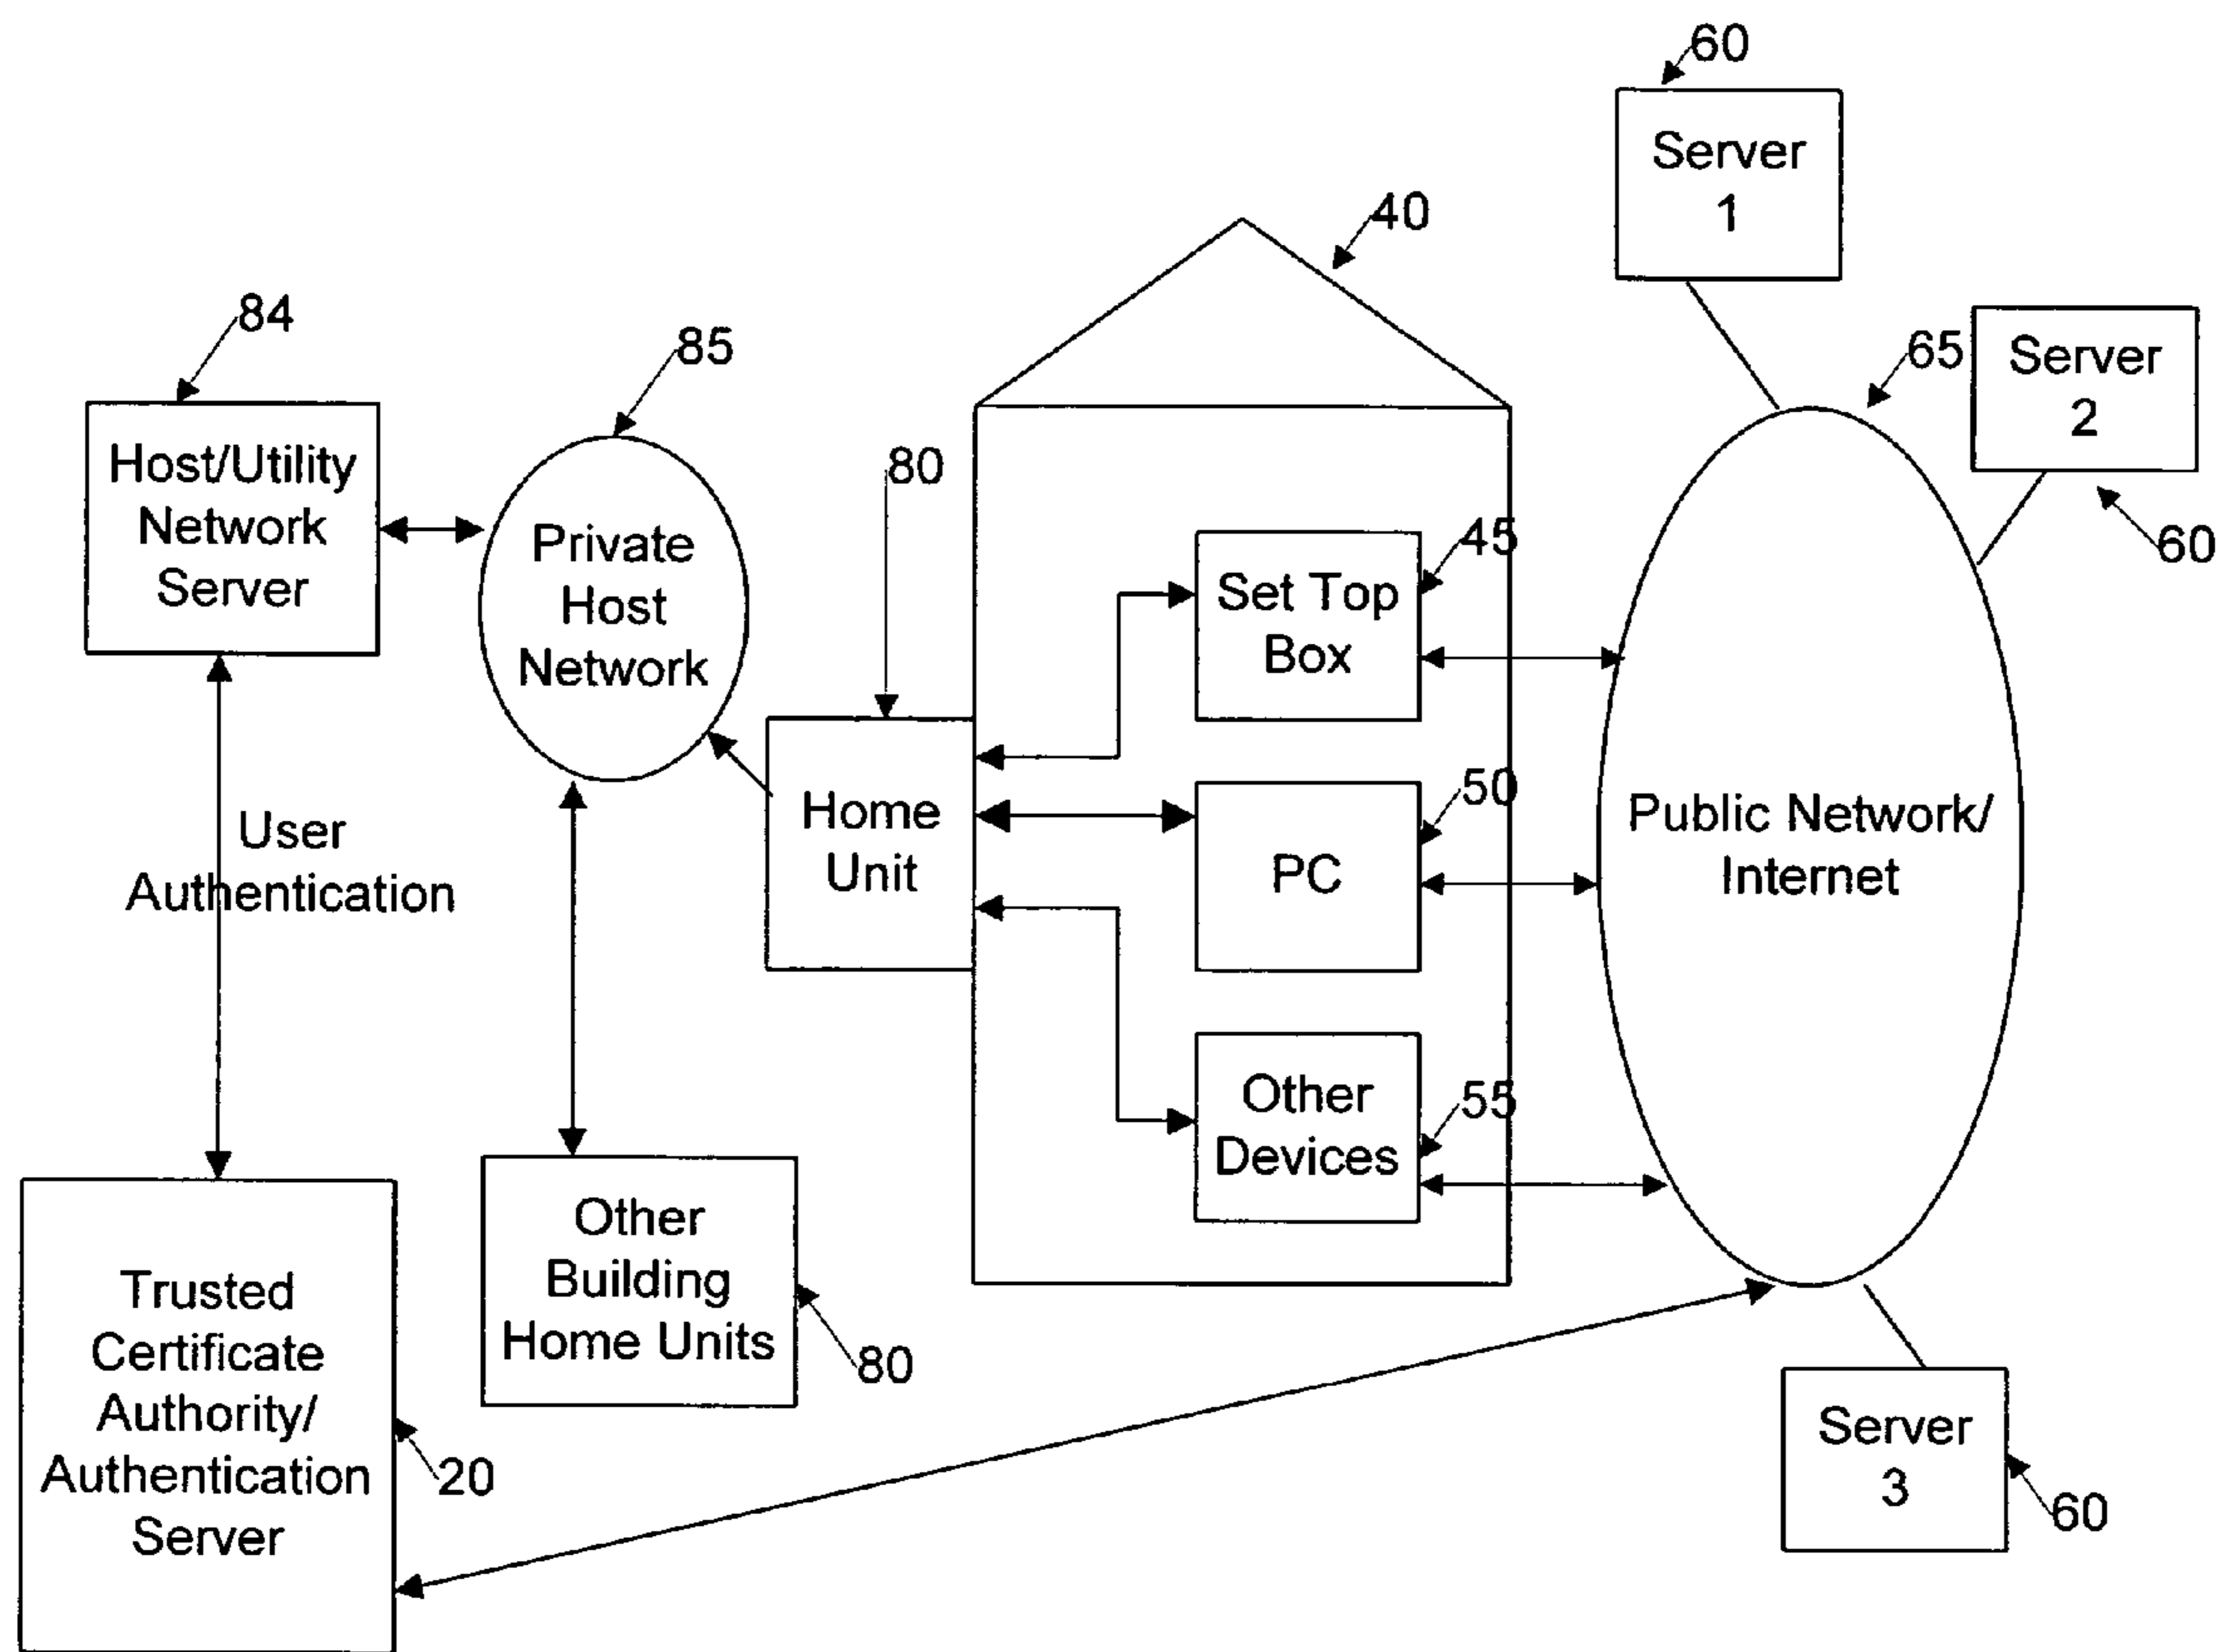 60
Server
1
40
84
85
65
Server
2
60
80
Host/Utility
Network
Server
Private
Host
Network
45
Set Top
Box
50
Home
Unit
PC
Public Network/
Internet
User
Authentication
55
Other
Devices
Other
Building
Home Units
80
Trusted
Certificate
Authority/
Authentication
Server
20
Server
3
60